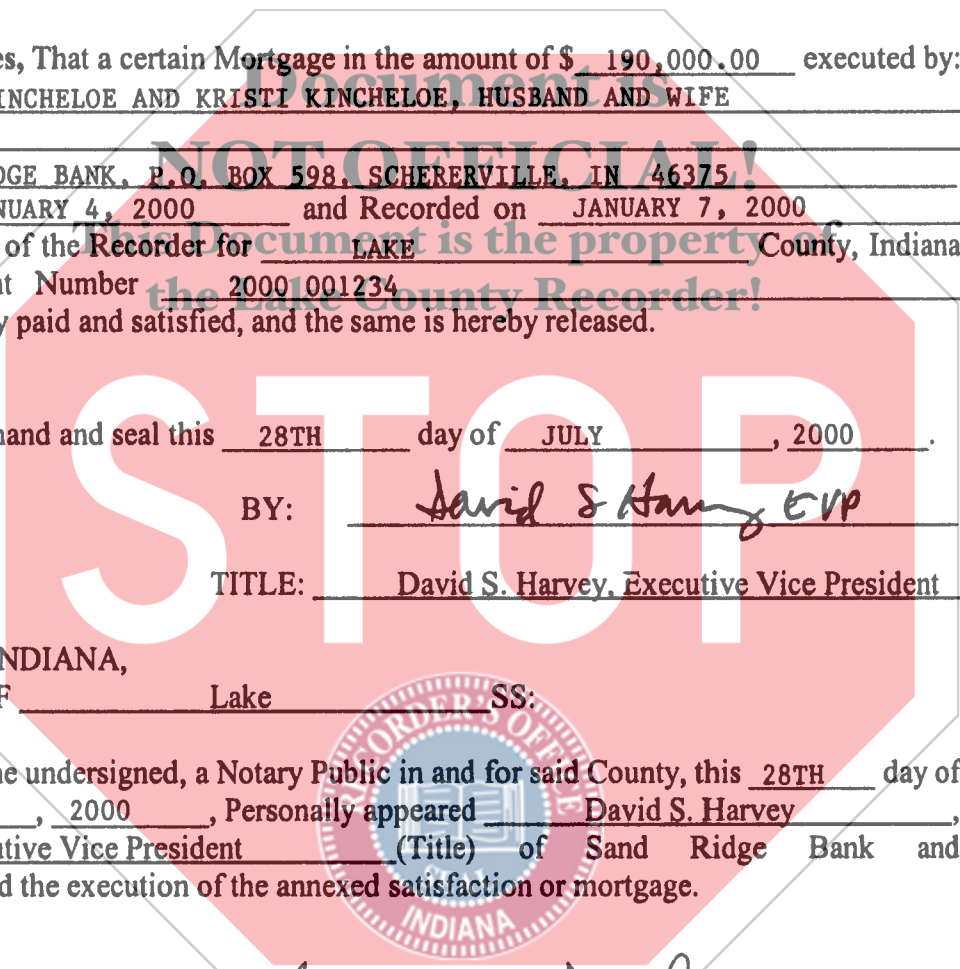 es, That a certain Mortgage in the amount of $ 190,000.00 executed by:
INCHELOE AND KRISTI KINCHELOE, HUSBAND AND WIFE
Document is
NOT OFFICIAL!
DGE BANK, P.O. BOX 598, SCHERERVILLE, IN 46375
NUARY 4, 2000 and Recorded on JANUARY 7, 2000
This Document is the property of
of the Recorder for LAKE County, Indiana
nt Number 2000 001234
the Lake County Recorder!
y paid and satisfied, and the same is hereby released.
STOP
hand and seal this 28TH day of JULY , 2000 .
BY: David S Harvey EVP
TITLE: David S. Harvey, Executive Vice President
NDIANA,
F Lake SS:
RECORDER'S OFFICE
ne undersigned, a Notary Public in and for said County, this 28TH day of
, 2000 , Personally appeared David S. Harvey ,
utive Vice President (Title) of Sand Ridge Bank and
SEAL
d the execution of the annexed satisfaction or mortgage.
INDIANA